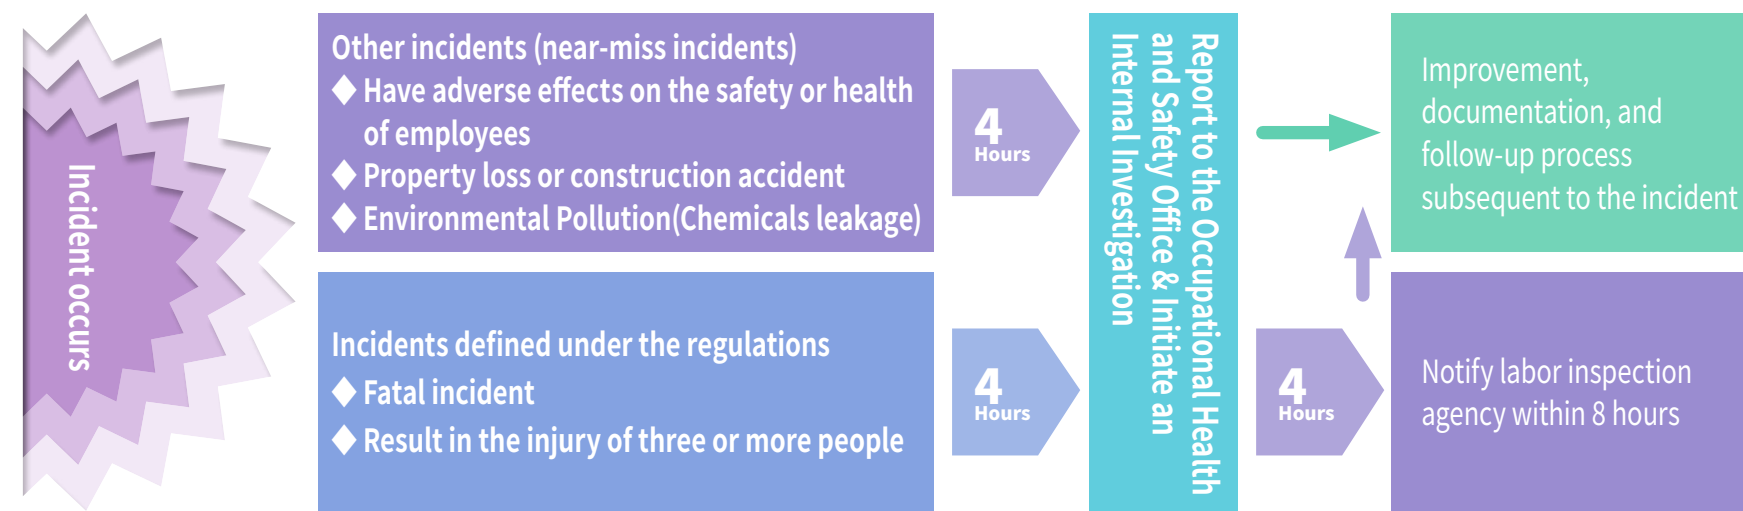 Incident occurs
Other incidents (near-miss incidents)
◆ Have adverse effects on the safety or health
of employees
◆ Property loss or construction accident
◆ Environmental Pollution(Chemicals leakage)
Incidents defined under the regulations
◆ Fatal incident
◆ Result in the injury of three or more people
4
Hours
4
Hours
Report to the Occupational Health
and Safety Office & Initiate an
Internal Investigation
4
Hours
Improvement,
documentation, and
follow-up process
subsequent to the incident
Notify labor inspection
agency within 8 hours